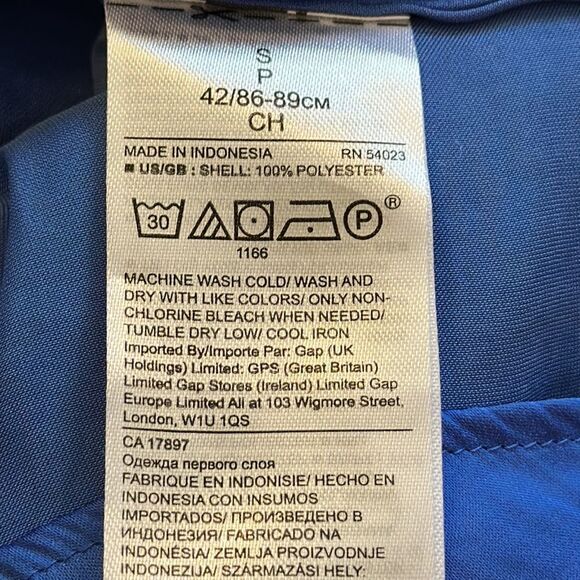 S
P
42/86-89см
CH
MADE IN INDONESIA RN 54023
■ US/GB : SHELL: 100% POLYESTER
30 P ®
1166
MACHINE WASH COLD/ WASH AND
DRY WITH LIKE COLORS/ ONLY NON-
CHLORINE BLEACH WHEN NEEDED/
TUMBLE DRY LOW/ COOL IRON
Imported By/Importe Par: Gap (UK
Holdings) Limited: GPS (Great Britain)
Limited Gap Stores (Ireland) Limited Gap
Europe Limited All at 103 Wigmore Street,
London, W1U 1QS
CA 17897
Одежда первого слоя
FABRIQUE EN INDONISIE/ HECHO EN
INDONESIA CON INSUMOS
IMPORTADOS/ ПРОИЗВЕДЕНО В
ИНДОНЕЗИЯ/ FABRICADO NA
INDONÉSIA/ ZEMLJA PROIZVODNJE
INDONEZIJA/ SZÁRMAZÁSI HELY: